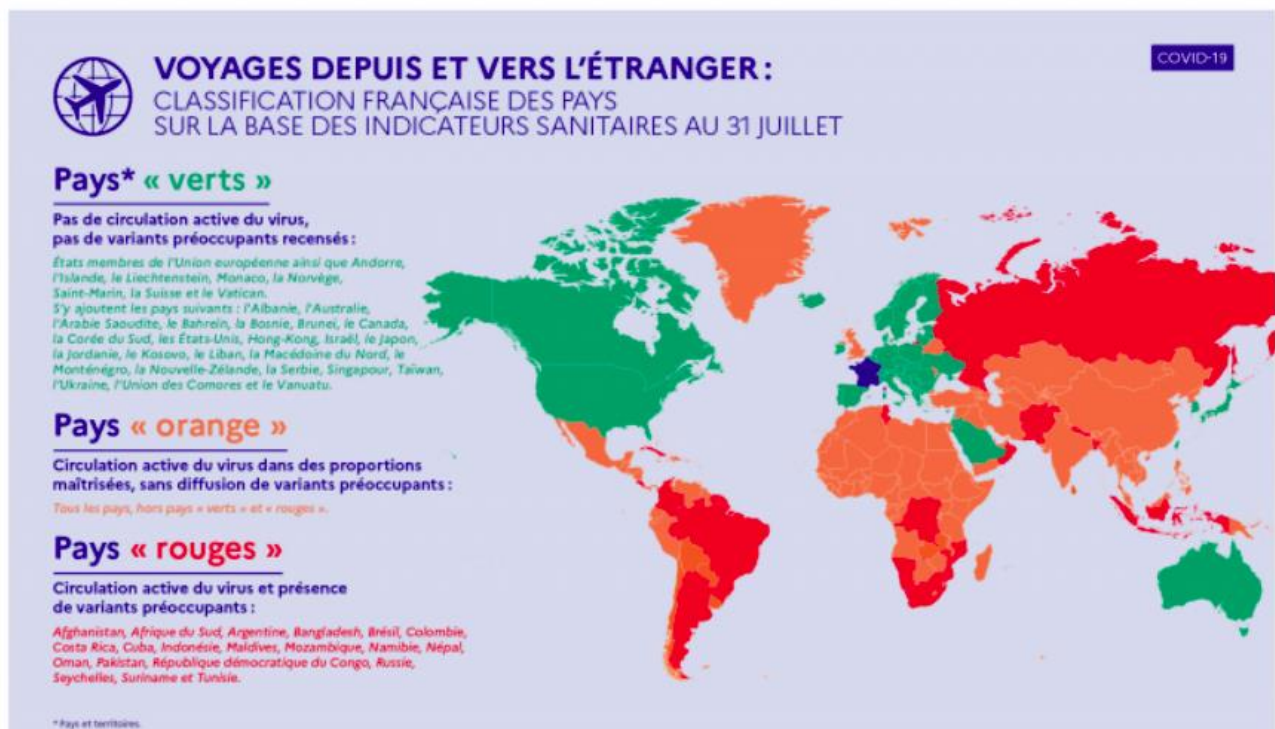 VOYAGES DEPUIS ET VERS L'ÉTRANGER :
CLASSIFICATION FRANÇAISE DES PAYS
SUR LA BASE DES INDICATEURS SANITAIRES AU 31 JUILLET
COVID-19
Pays* « verts »
Pas de circulation active du virus,
pas de variants préoccupants recensés :
États membres de l'Union européenne ainsi que Andorre,
l'Islande, le Liechtenstein, Monaco, la Norvège,
Saint-Marin, la Suisse et le Vatican.
S'y ajoutent les pays suivants : l'Albanie, l'Australie,
l'Arabie Saoudite, le Bahrein, la Bosnie, Brunei, le Canada,
la Corée du Sud, les États-Unis, Hong-Kong, Israël, le Japon,
la Jordanie, le Kosovo, le Liban, la Macédoine du Nord, le
Monténégro, la Nouvelle-Zélande, la Serbie, Singapour, Taïwan,
l'Ukraine, l'Union des Comores et le Vanuatu.
Pays « orange »
Circulation active du virus dans des proportions
maîtrisées, sans diffusion de variants préoccupants :
Tous les pays, hors pays « verts » et « rouges ».
Pays « rouges »
Circulation active du virus et présence
de variants préoccupants :
Afghanistan, Afrique du Sud, Argentine, Bangladesh, Brésil, Colombie,
Costa Rica, Cuba, Indonésie, Maldives, Mozambique, Namibie, Népal,
Oman, Pakistan, République démocratique du Congo, Russie,
Seychelles, Suriname et Tunisie.
* Pays et territoires.